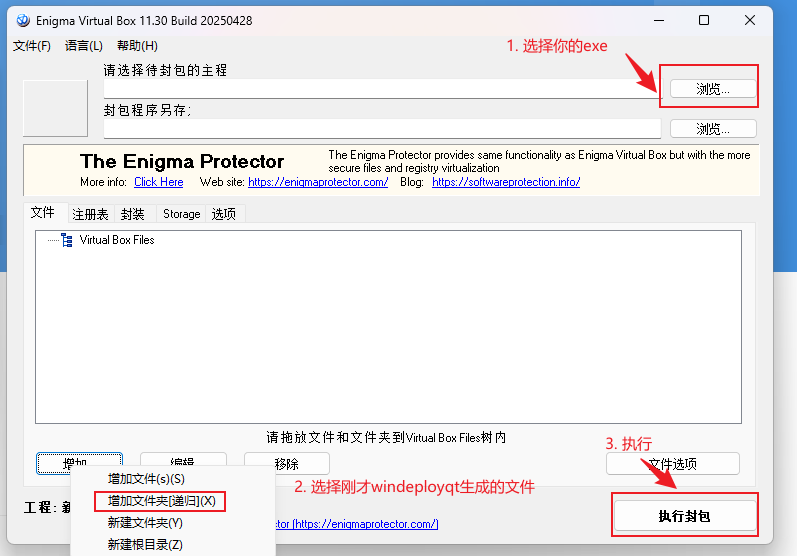 Enigma Virtual Box 11.30 Build 20250428
文件(F) 语言(L) 帮助(H)
1. 选择你的exe
请选择待封包的主程
浏览...
封包程序另存:
浏览...
The Enigma Protector
The Enigma Protector provides same functionality as Enigma Virtual Box but with the more secure files and registry virtualization
More info: Click Here Web site: https://enigmaprotector.com/ Blog: https://softwareprotection.info/
文件 注册表 封装 Storage 选项
Virtual Box Files
请拖放文件和文件夹到Virtual Box Files树内
3. 执行
增加 编辑 移除 文件选项
增加文件(s)(S)
2. 选择刚才windeployqt生成的文件
增加文件夹[递归](X)
工程:
新建文件夹(Y)
tor [https://enigmaprotector.com/]
执行封包
新建根目录(Z)